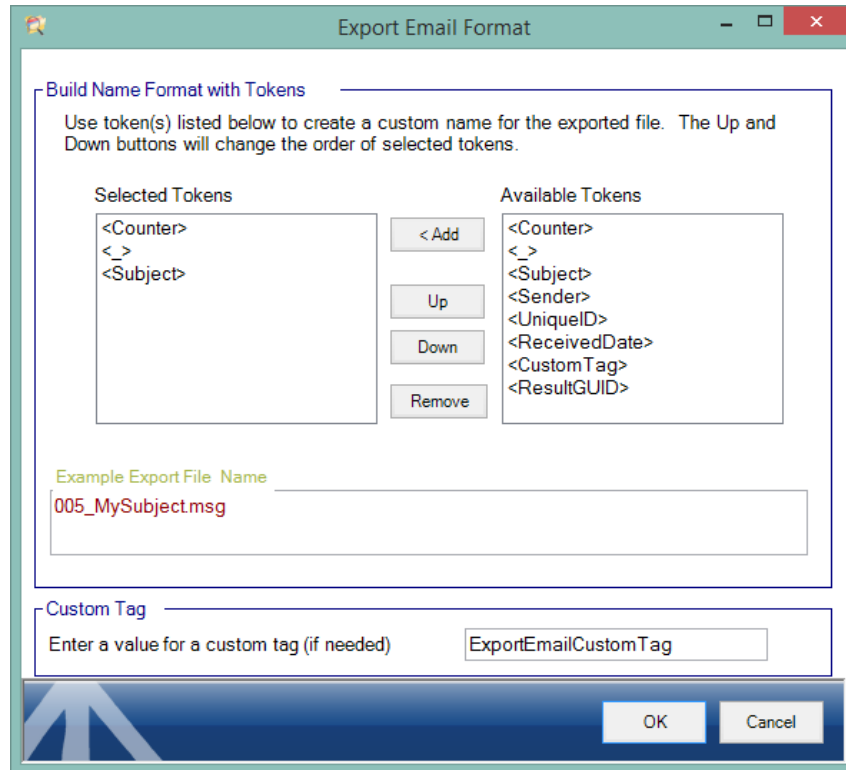 Export Email Format
Build Name Format with Tokens
Use token(s) listed below to create a custom name for the exported file. The Up and
Down buttons will change the order of selected tokens.
Selected Tokens
<Counter>
<_>
<Subject>
< Add
Up
Down
Remove
Available Tokens
<Counter>
<_>
<Subject>
<Sender>
<UniqueID>
<ReceivedDate>
<CustomTag>
<ResultGUID>
Example Export File Name
005_MySubject.msg
Custom Tag
Enter a value for a custom tag (if needed) ExportEmailCustomTag
OK Cancel